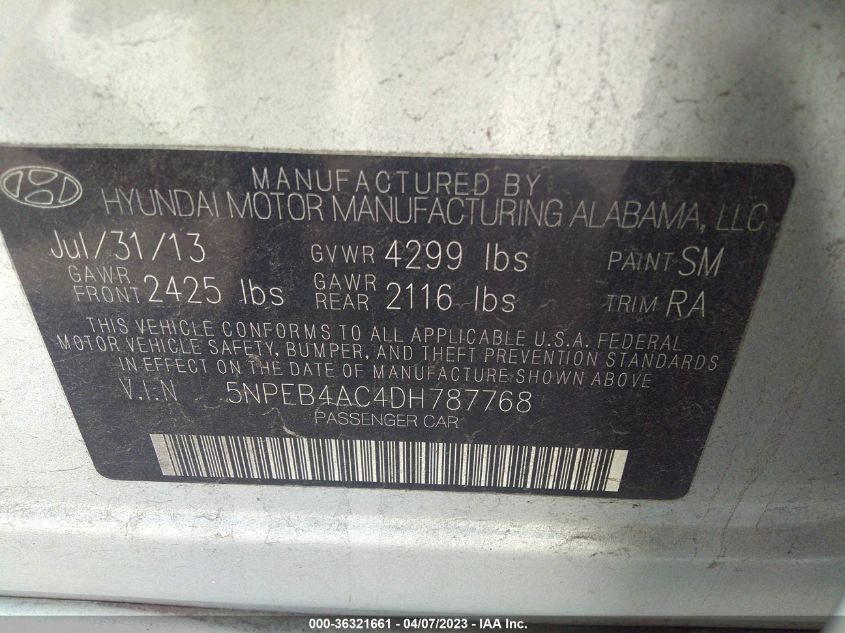 MANUFACTURED BY
HYUNDAI MOTOR MANUFACTURING ALABAMA, LLC
Jul/31/13 GVWR 4299 lbs PAINT SM
GAWR FRONT 2425 lbs GAWR REAR 2116 lbs TRIM RA
THIS VEHICLE CONFORMS TO ALL APPLICABLE U.S.A. FEDERAL
MOTOR VEHICLE SAFETY, BUMPER, AND THEFT PREVENTION STANDARDS
IN EFFECT ON THE DATE OF MANUFACTURE SHOWN ABOVE.
V.I.N 5NPEB4AC4DH787768
PASSENGER CAR
000-36321661 - 04/07/2023 - IAA Inc.